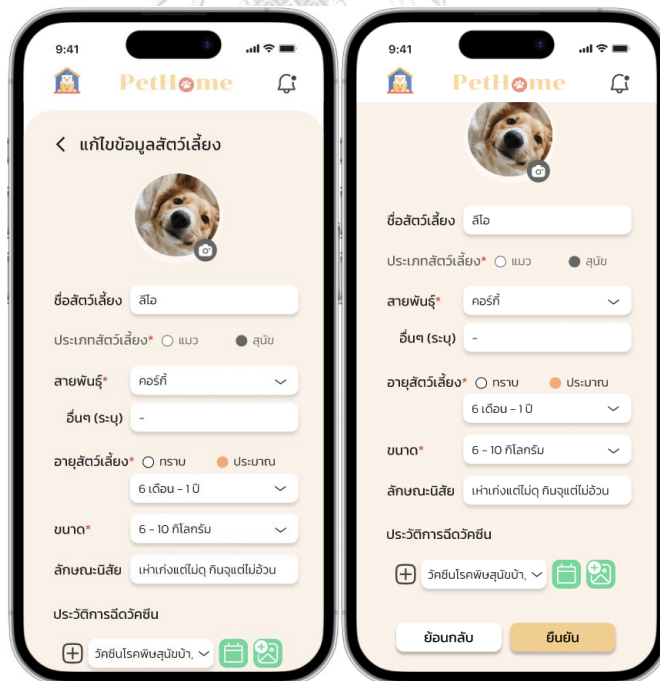 9:41
PetHome
แก้ไขข้อมูลสัตว์เลี้ยง
ชื่อสัตว์เลี้ยง ลีโอ
ประเภทสัตว์เลี้ยง* แมว สุนัข
สายพันธุ์* คอร์กี้
อื่นๆ (ระบุ) -
อายุสัตว์เลี้ยง* ทราบ ประมาณ
6 เดือน - 1 ปี
ขนาด* 6 - 10 กิโลกรัม
ลักษณะนิสัย เห่าเก่งแต่ไม่ดุ กินจุแต่ไม่อ้วน
ประวัติการฉีดวัคซีน
วัคซีนโรคพิษสุนัขบ้า,
9:41
PetHome
ชื่อสัตว์เลี้ยง ลีโอ
ประเภทสัตว์เลี้ยง* แมว สุนัข
สายพันธุ์* คอร์กี้
อื่นๆ (ระบุ) -
อายุสัตว์เลี้ยง* ทราบ ประมาณ
6 เดือน - 1 ปี
ขนาด* 6 - 10 กิโลกรัม
ลักษณะนิสัย เห่าเก่งแต่ไม่ดุ กินจุแต่ไม่อ้วน
ประวัติการฉีดวัคซีน
วัคซีนโรคพิษสุนัขบ้า,
ย้อนกลับ ยืนยัน